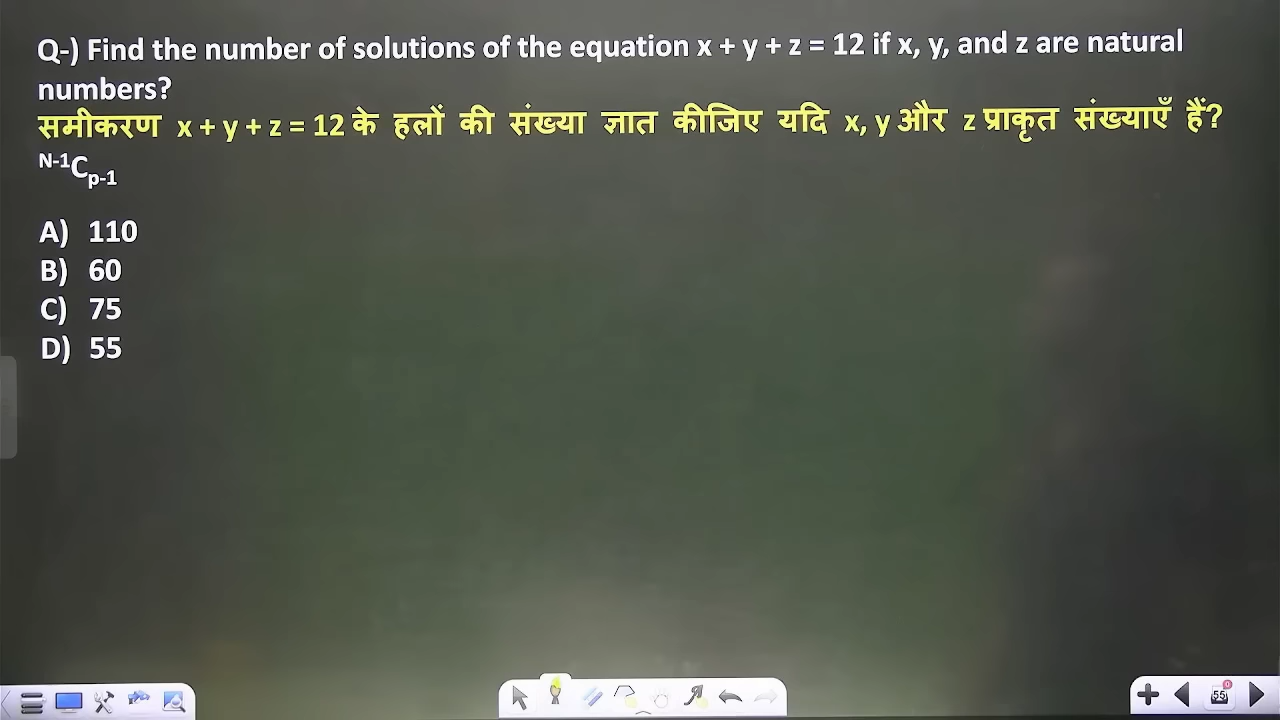 Q-) Find the number of solutions of the equation x + y + z = 12 if x, y, and z are natural
numbers?
समीकरण x + y + z = 12 के हलों की संख्या ज्ञात कीजिए यदि x, y और z प्राकृत संख्याएँ हैं?
N-1Cp-1
A) 110
B) 60
C) 75
D) 55
55